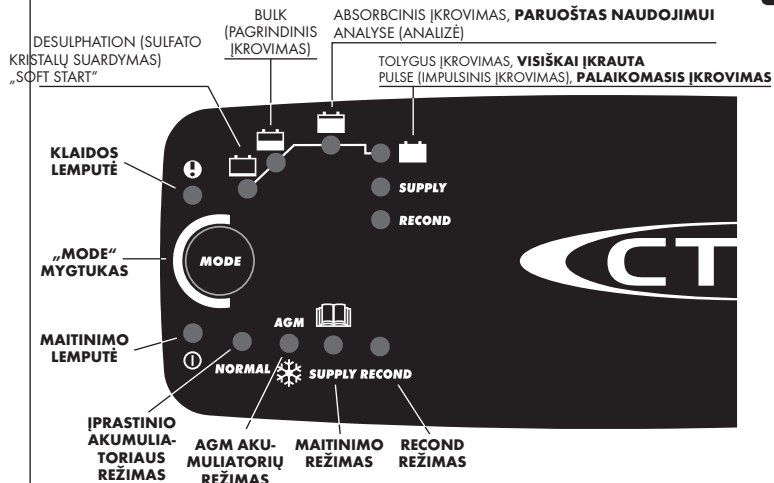 BULK
(PAGRINDINIS
ĮKROVIMAS)
ABSORBCINIS ĮKROVIMAS, PARUOŠTAS NAUDOJIMUI
ANALYSE (ANALIZĖ)
DESULPHATION (SULFATO
KRISTALŲ SUARDYMAS)
„SOFT START“
TOLYGUS ĮKROVIMAS, VISIŠKAI ĮKRAUTA
PULSE (IMPULSINIS ĮKROVIMAS), PALAIKOMASIS ĮKROVIMAS
KLAIDOS
LEMPUTĖ
SUPPLY
RECOND
„MODE“
MYGTUKAS
MODE
CT
MAITINIMO
LEMPUTĖ
AGM
NORMAL
SUPPLY RECOND
ĮPRASTINIO
AKUMULIA-
TORIAUS
REŽIMAS
AGM AKU-
MULIATORIŲ
REŽIMAS
MAITINIMO
REŽIMAS
RECOND
REŽIMAS